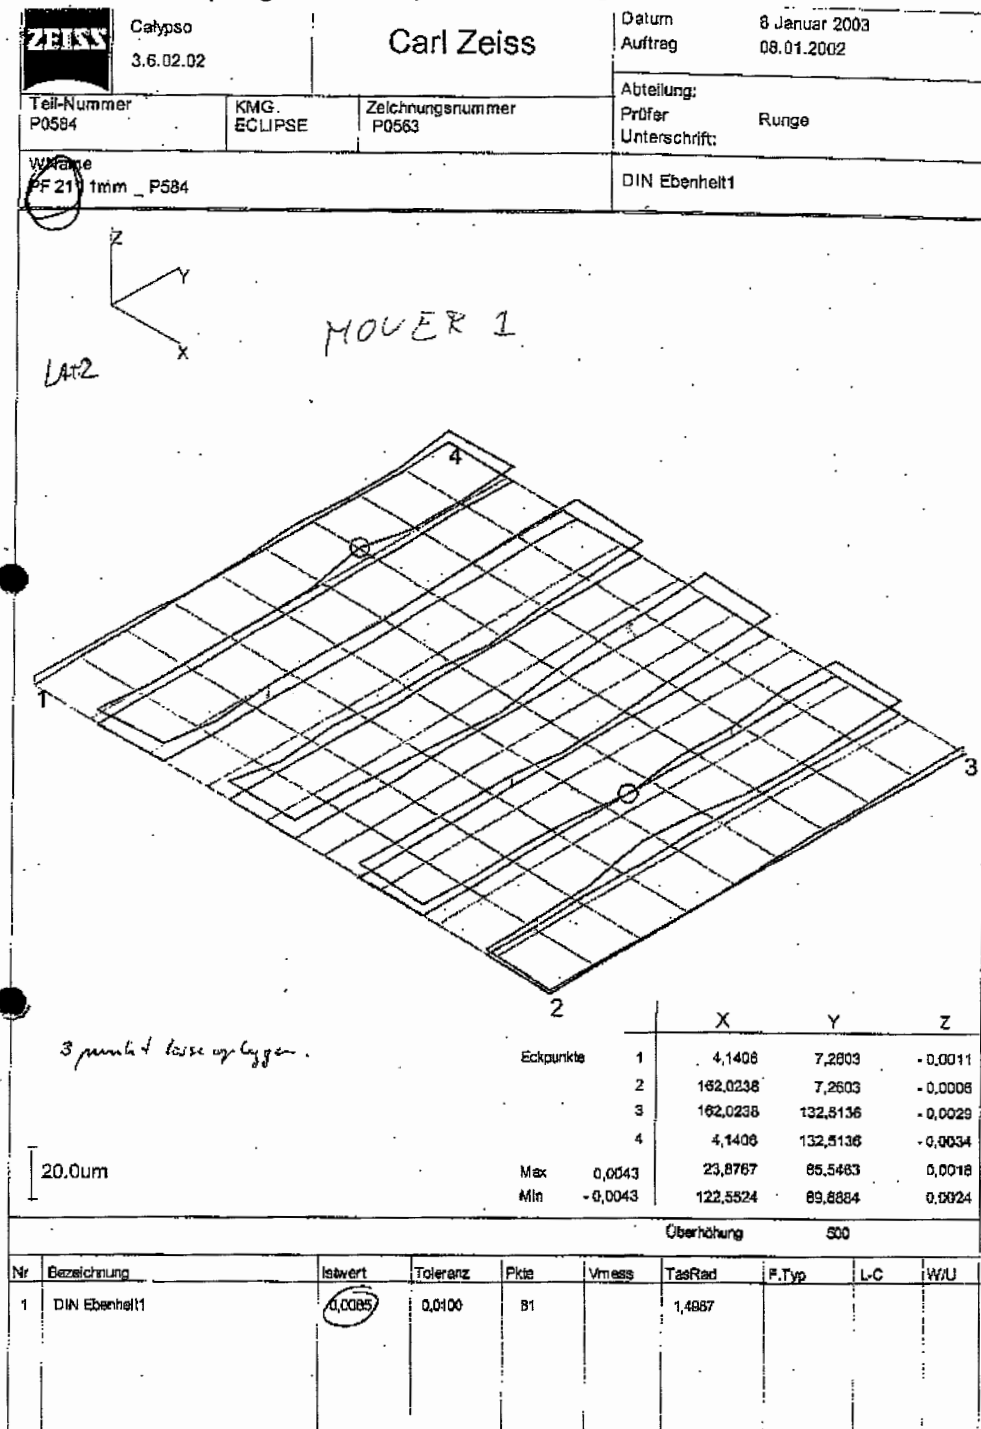 ZEISS
Calypso
3.6.02.02
Carl Zeiss
Datum 8 Januar 2003
Auftrag 08.01.2002
Teil-Nummer
P0584
KMG.
ECLIPSE
Zeichnungsnummer
P0563
Abteilung:
Prüfer Runge
Unterschrift:
PF 21 1mm _ P584
DIN Ebenheit1
Z
Y
X
MOVER 1
LAT2
4
1
3
2
3 punkt
X Y Z
Eckpunkte 1 4,1406 7,2603 -0,0011
2 162,0238 7,2603 -0,0006
3 162,0238 132,5136 -0,0029
4 4,1406 132,5136 -0,0034
20.0um
Max 0,0043 23,8767 85,5463 0,0018
Min -0,0043 122,5524 89,8884 0,0024
Überhöhung 500
Nr Bezeichnung Istwert Toleranz Pkte Vmess TasRad F.Typ L-C W/U
1 DIN Ebenheit1 0,0085 0,0100 81 1,4987